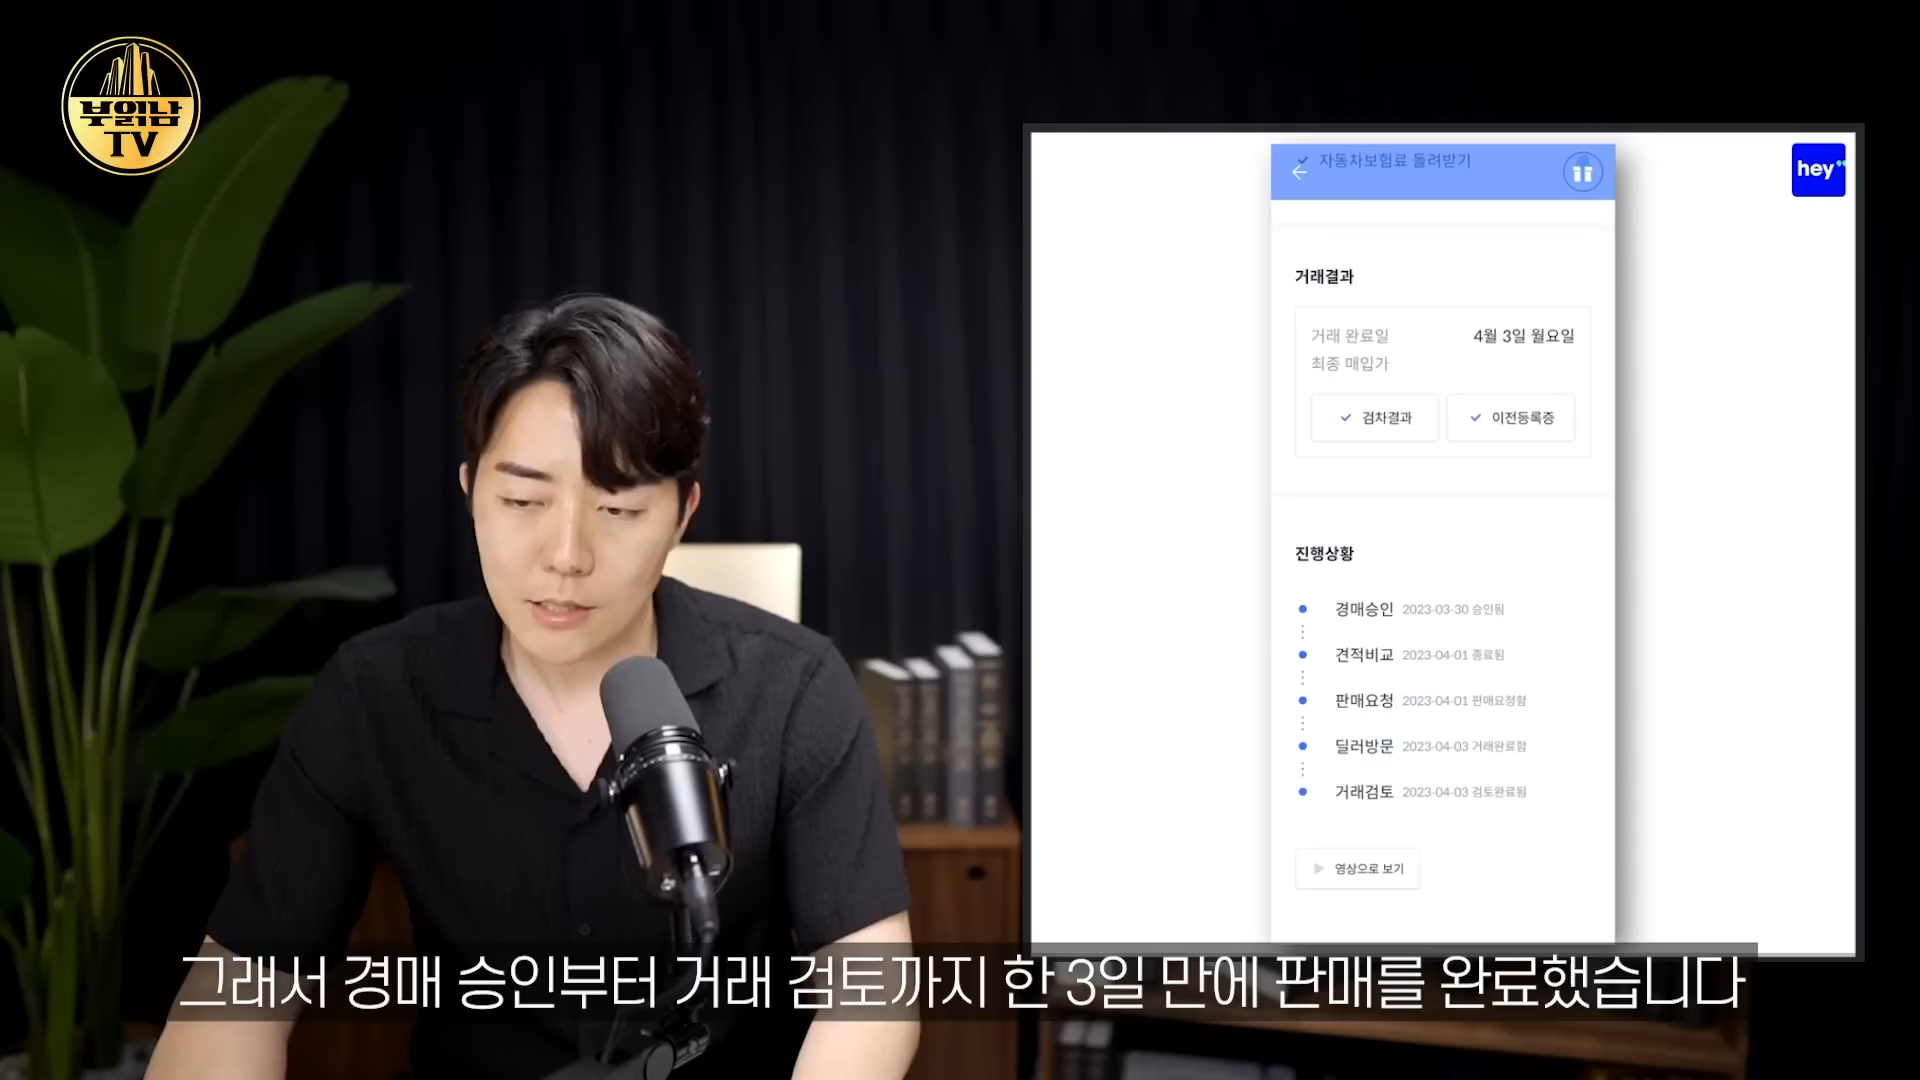 부읽남
TV
자동차보험료 돌려받기
hey
거래결과
거래 완료일 4월 3일 월요일
최종 매입가
검차결과 이전등록증
진행상황
경매승인 2023-03-30 승인됨
견적비교 2023-04-01 종료됨
판매요청 2023-04-01 판매요청함
딜러방문 2023-04-03 거래완료함
거래검토 2023-04-03 검토완료됨
영상으로 보기
그래서 경매 승인부터 거래 검토까지 한 3일 만에 판매를 완료했습니다